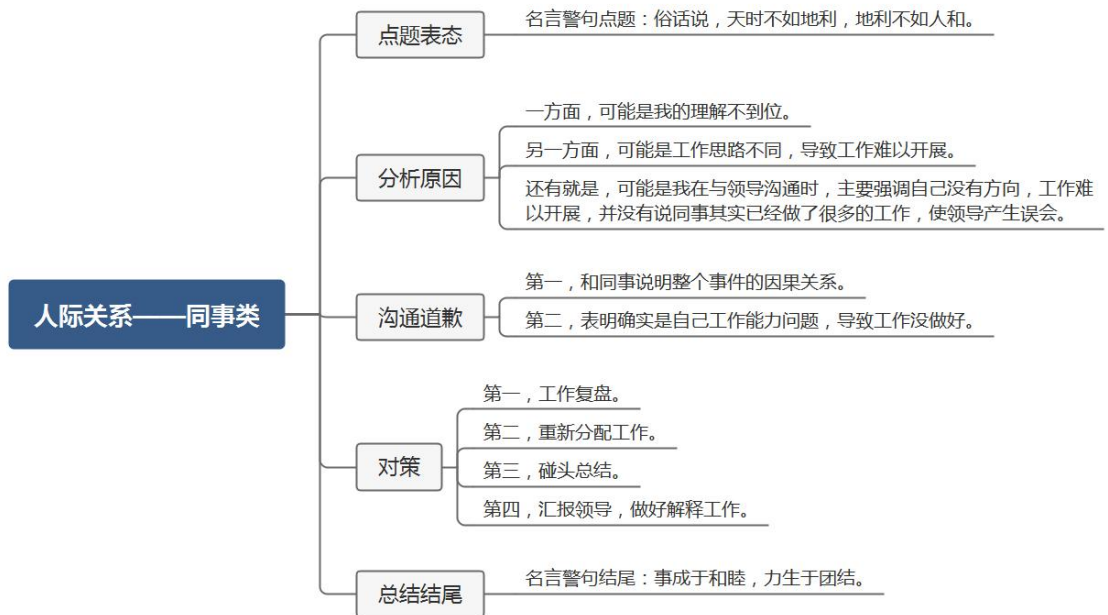 人际关系——同事类
点题表态
名言警句点题：俗话说，天时不如地利，地利不如人和。
分析原因
一方面，可能是我的理解不到位。
另一方面，可能是工作思路不同，导致工作难以开展。
还有就是，可能是我在与领导沟通时，主要强调自己没有方向，工作难
以开展，并没有说同事其实已经做了很多的工作，使领导产生误会。
沟通道歉
第一，和同事说明整个事件的因果关系。
第二，表明确实是自己工作能力问题，导致工作没做好。
对策
第一，工作复盘。
第二，重新分配工作。
第三，碰头总结。
第四，汇报领导，做好解释工作。
总结结尾
名言警句结尾：事成于和睦，力生于团结。